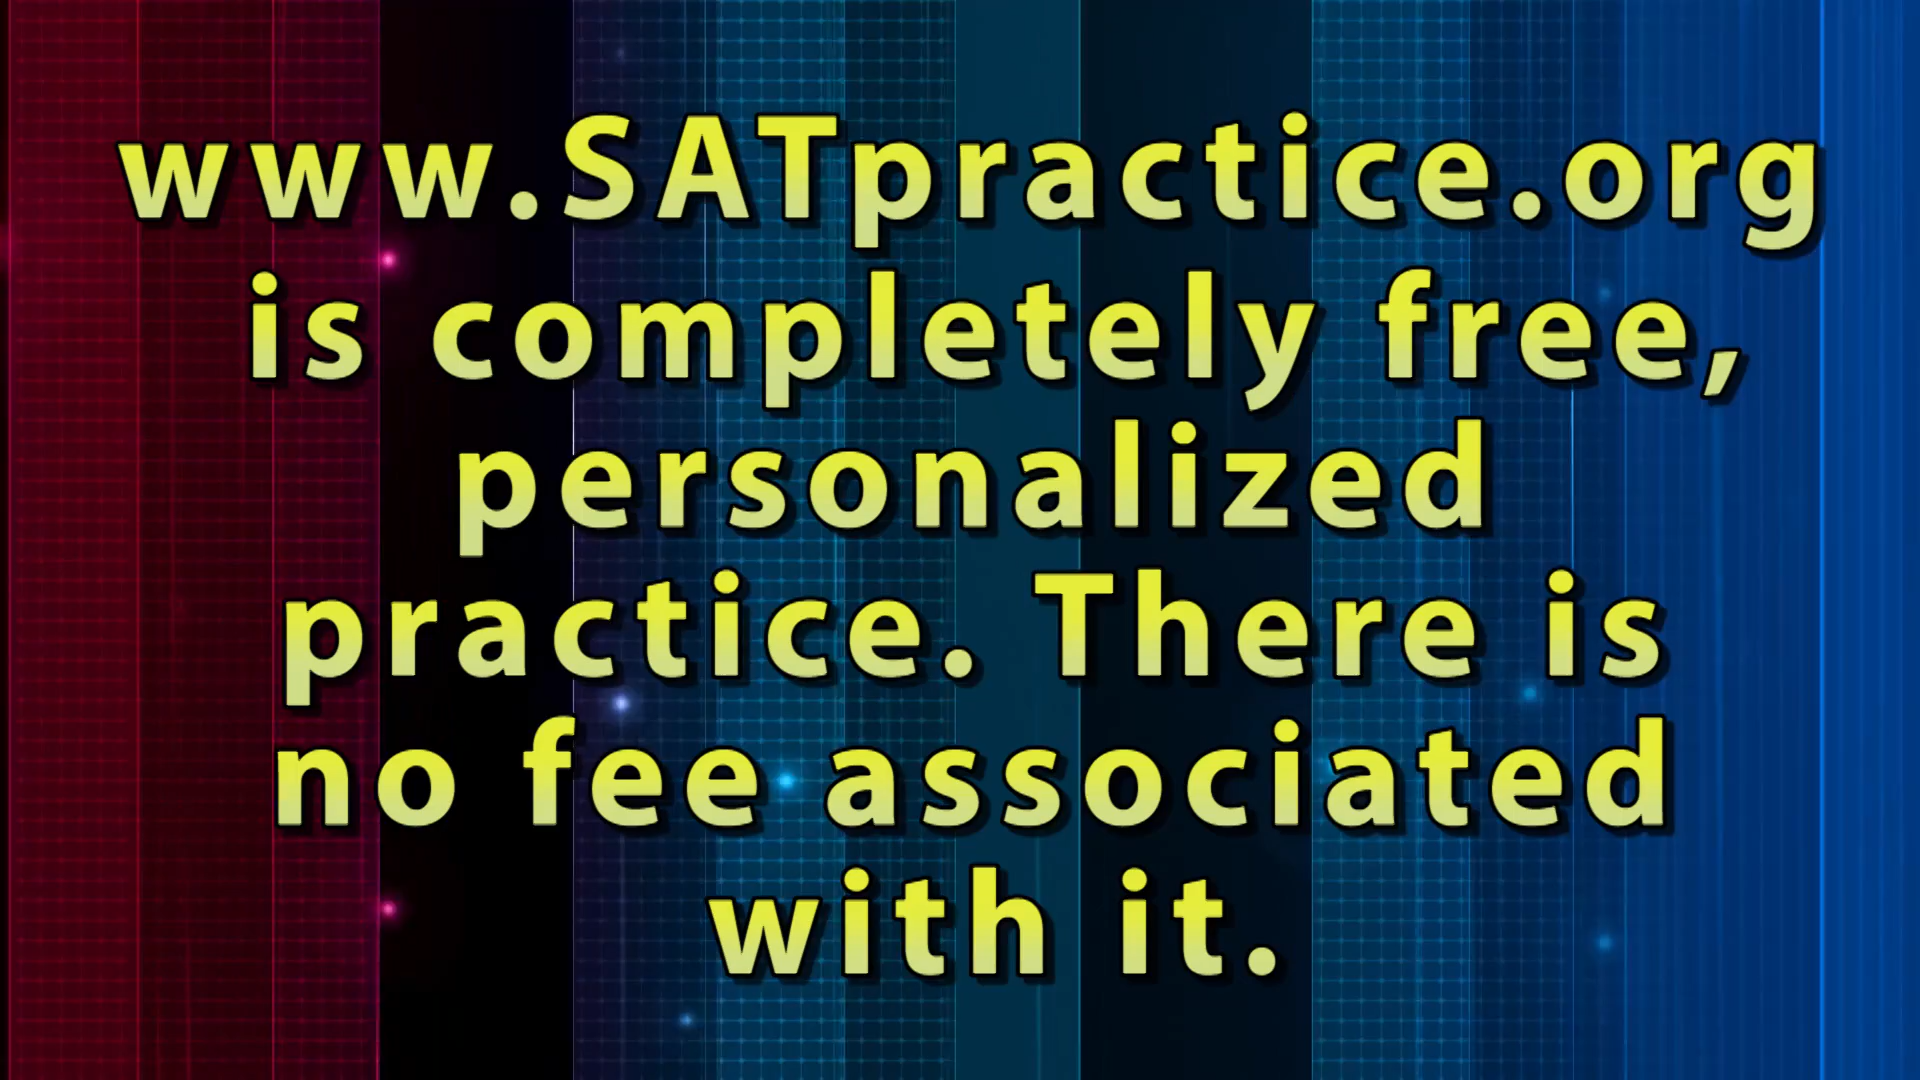 www.SATpractice.org
is completely free,
personalized
practice. There is
no fee associated
with it.